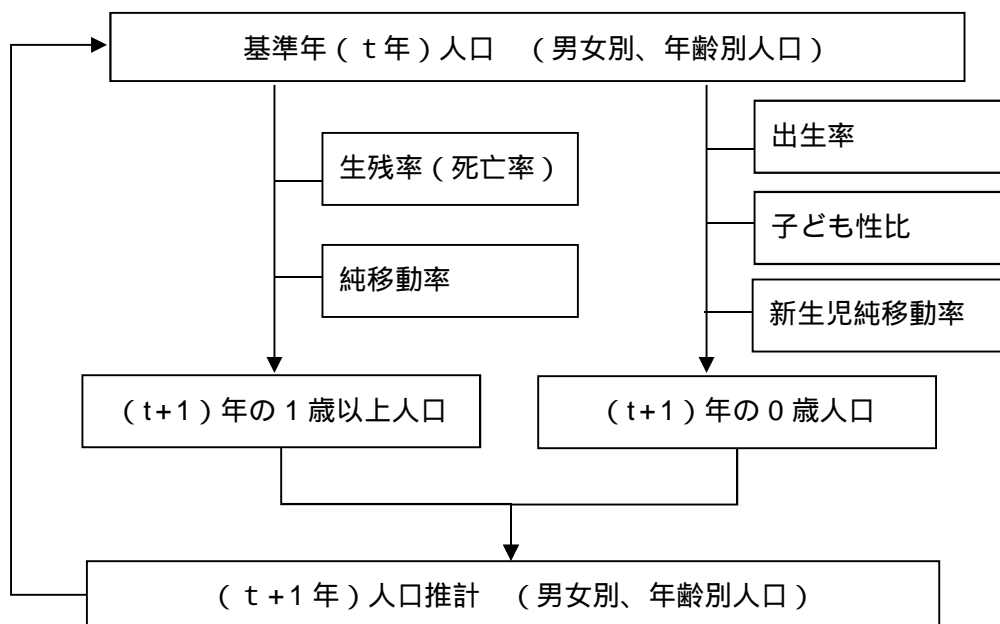 基準年（ｔ年）人口　（男女別、年齢別人口）
出生率
生残率（死亡率）
子ども性比
純移動率
新生児純移動率
（t+1）年の１歳以上人口
（t+1）年の０歳人口
（ｔ+１年）人口推計　（男女別、年齢別人口）